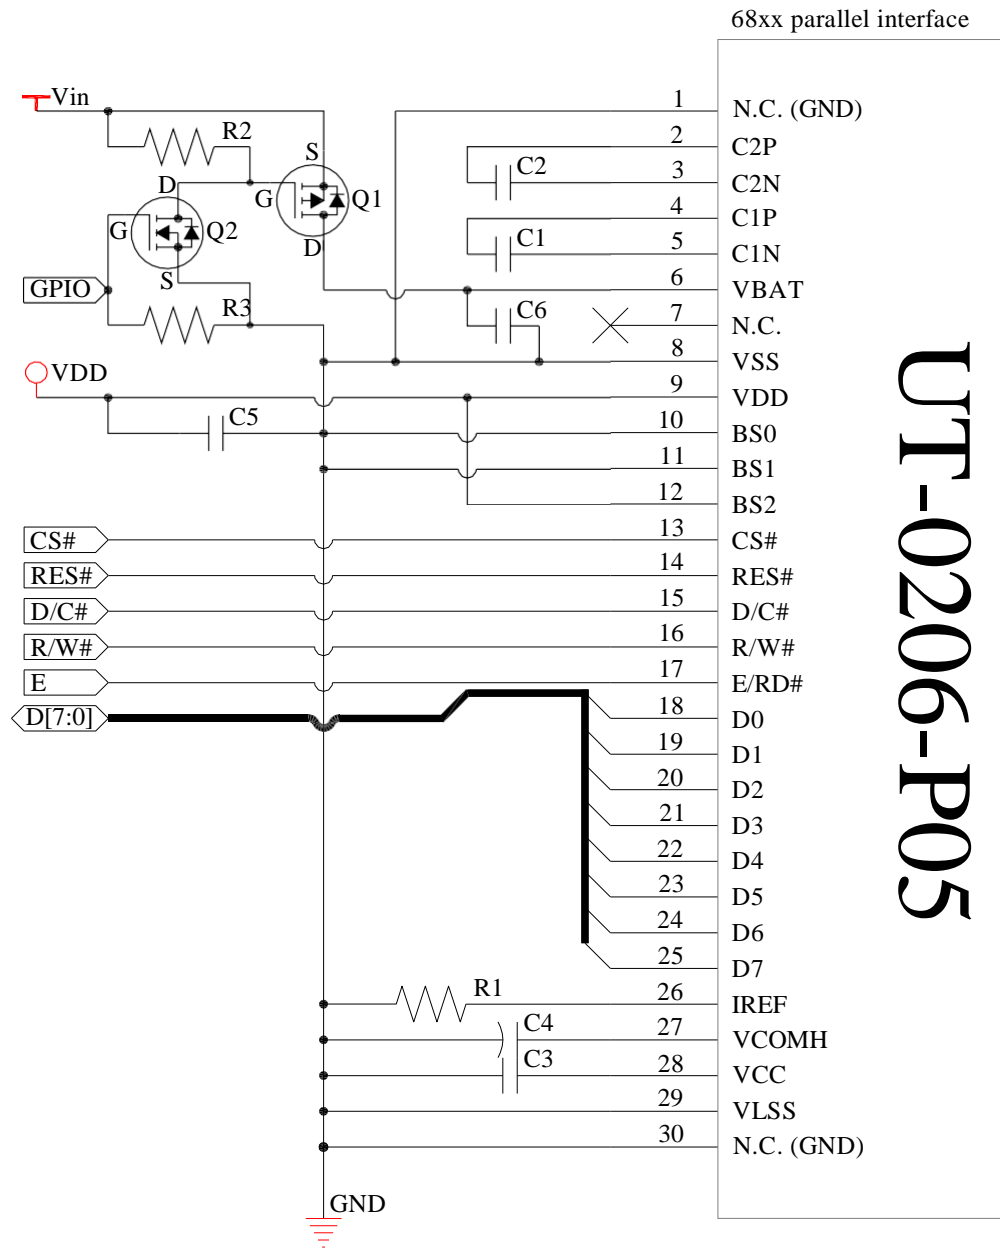 68xx parallel interface
Vin
R2
S
D
G
Q1
G
Q2
D
S
GPIO
R3
VDD
C5
C2
C1
C6
1 N.C. (GND)
2 C2P
3 C2N
4 C1P
5 C1N
6 VBAT
7 N.C.
8 VSS
9 VDD
10 BS0
11 BS1
12 BS2
CS# 13 CS#
RES# 14 RES#
D/C# 15 D/C#
R/W# 16 R/W#
E 17 E/RD#
D[7:0] 18 D0
19 D1
20 D2
21 D3
22 D4
23 D5
24 D6
25 D7
R1 26 IREF
C4 27 VCOMH
C3 28 VCC
29 VLSS
30 N.C. (GND)
GND
UT-0206-P05